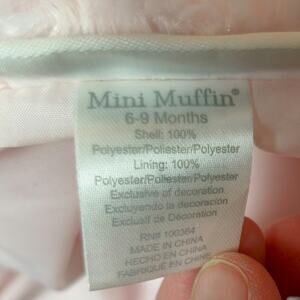 Mini Muffin®
6-9 Months
Shell: 100%
Polyester/Poliester/Polyester
Lining: 100%
Polyester/Poliester/Polyester
Exclusive of decoration
Excluyendo la decoración
Exclusif de Décoration
RN# 100364
MADE IN CHINA
HECHO EN CHINA
FABRIQUÉ EN CHINE